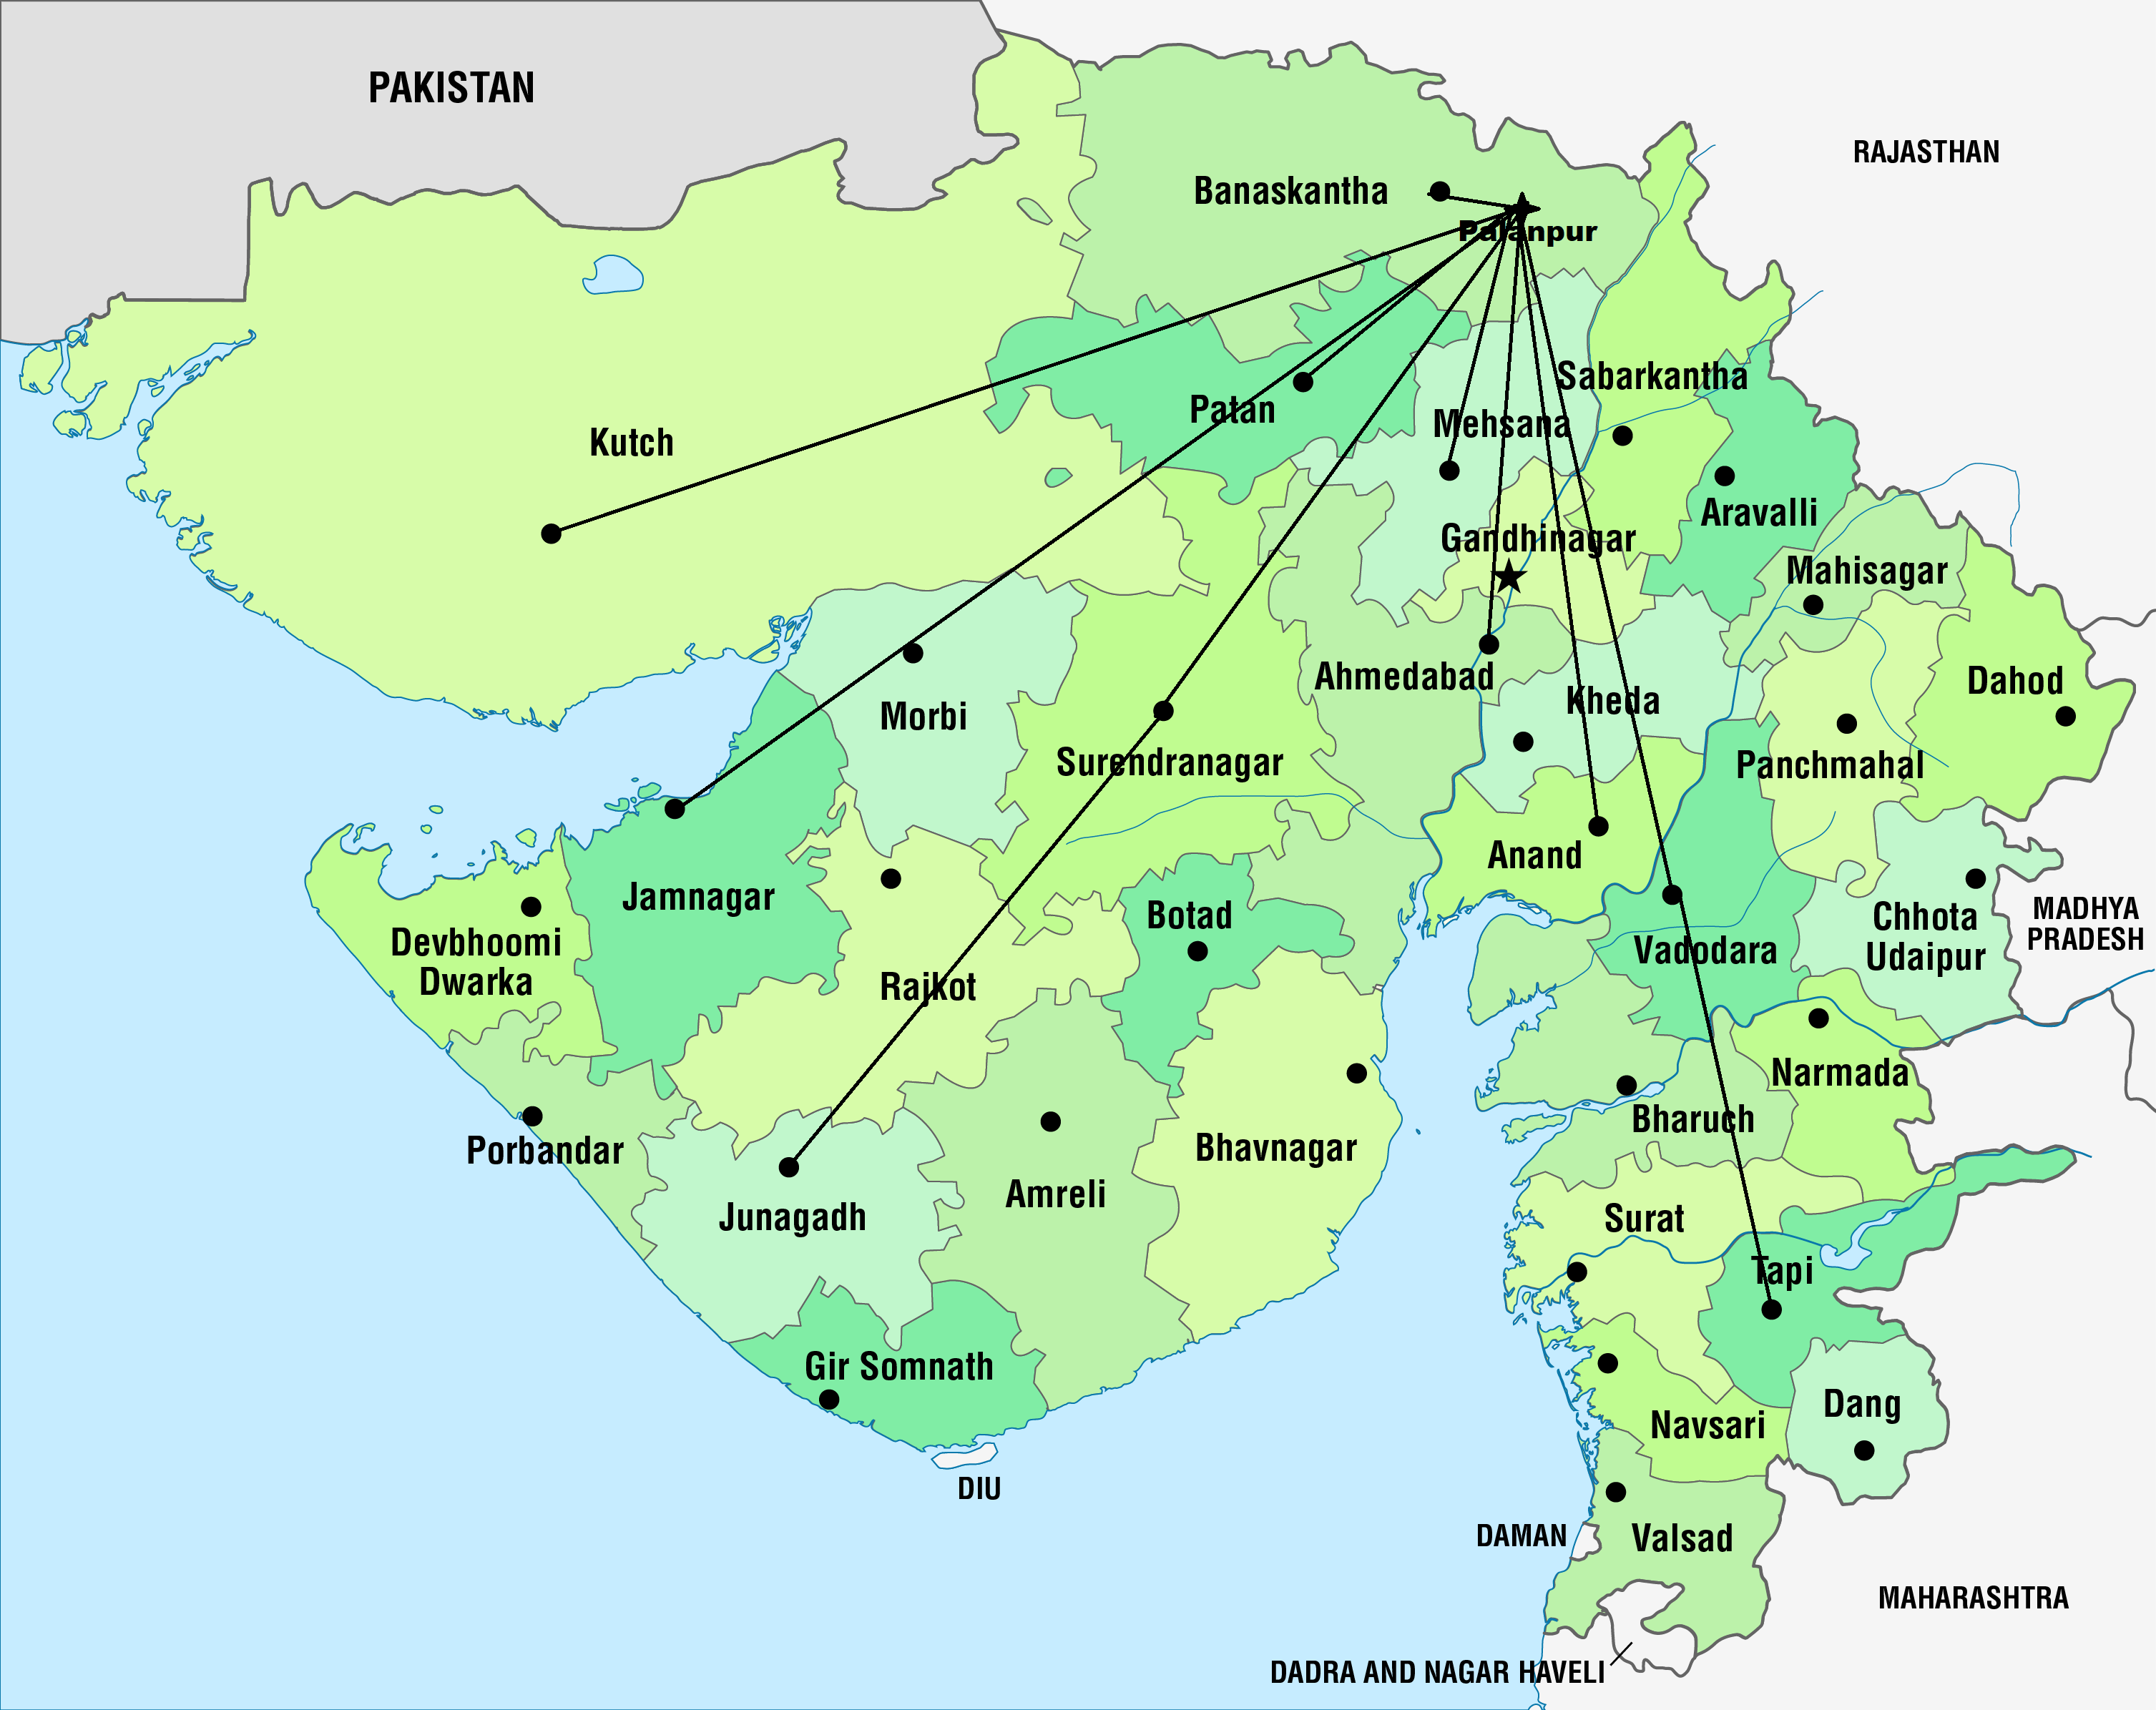 PAKISTAN
RAJASTHAN
Banaskantha
Palanpur
Sabarkantha
Patan
Mehsana
Kutch
Aravalli
Gandhinagar
Mahisagar
Ahmedabad
Dahod
Kheda
Morbi
Surendranagar
Panchmahal
Anand
Jamnagar
Botad
MADHYA
PRADESH
Chhota
Udaipur
Devbhoomi
Dwarka
Vadodara
Rajkot
Narmada
Bharuch
Porbandar
Bhavnagar
Amreli
Junagadh
Surat
Tapi
Gir Somnath
Dang
Navsari
DIU
DAMAN
Valsad
MAHARASHTRA
DADRA AND NAGAR HAVELI